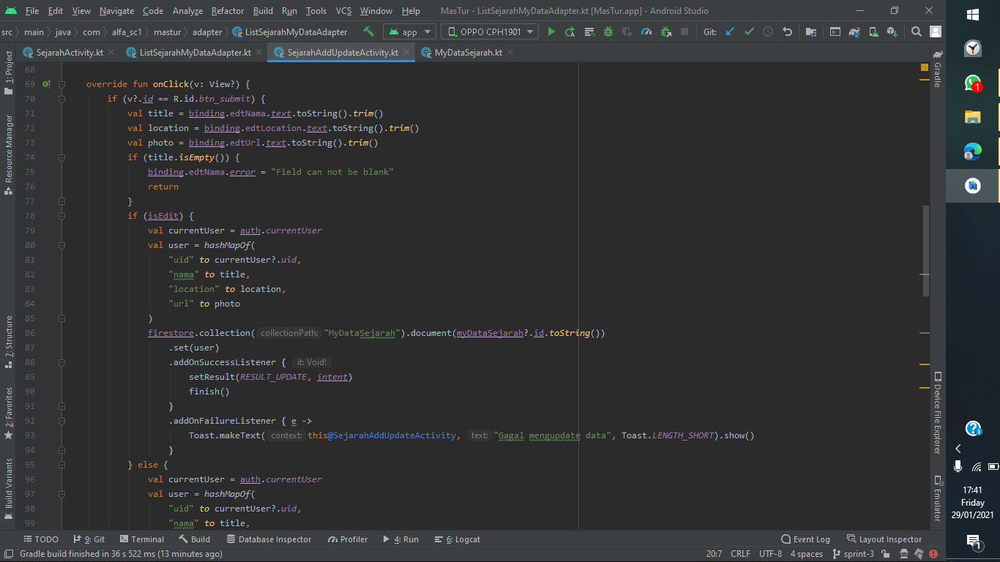 File Edit View Navigate Code Analyze Refactor Build Run Tools VCS Window Help MasTur - ListSejarahMyDataAdapter.kt [MasTur.app] - Android Studio
src main java com alfa_sc1 mastur adapter ListSejarahMyDataAdapter app OPPO CPH1901 Git:
SejarahActivity.kt ListSejarahMyDataAdapter.kt SejarahAddUpdateActivity.kt MyDataSejarah.kt
1: Project
Resource Manager
7: Structure
2: Favorites
Build Variants
68
69 override fun onClick(v: View?) {
70 if (v?.id == R.id.btn_submit) {
71 val title = binding.edtNama.text.toString().trim()
72 val location = binding.edtLocation.text.toString().trim()
73 val photo = binding.edtUrl.text.toString().trim()
74 if (title.isEmpty()) {
75 binding.edtNama.error = "Field can not be blank"
76 return
77 }
78 if (isEdit) {
79 val currentUser = auth.currentUser
80 val user = hashMapOf(
81 "uid" to currentUser?.uid,
82 "nama" to title,
83 "location" to location,
84 "url" to photo
85 )
86 firestore.collection( collectionPath: "MyDataSejarah").document(myDataSejarah?.id.toString())
87 .set(user)
88 .addOnSuccessListener { it: Void!
89 setResult(RESULT_UPDATE, intent)
90 finish()
91 }
92 .addOnFailureListener { e ->
93 Toast.makeText( context: this@SejarahAddUpdateActivity, text: "Gagal mengupdate data", Toast.LENGTH_SHORT).show()
94 }
95 } else {
96 val currentUser = auth.currentUser
97 val user = hashMapOf(
98 "uid" to currentUser?.uid,
99 "nama" to title,
Gradle
Device File Explorer
Emulator
TODO 9: Git Terminal Build Database Inspector Profiler 4: Run 6: Logcat Event Log Layout Inspector
Gradle build finished in 36 s 522 ms (13 minutes ago) 20:7 CRLF UTF-8 4 spaces sprint-3
1
17:41
Friday
29/01/2021
1